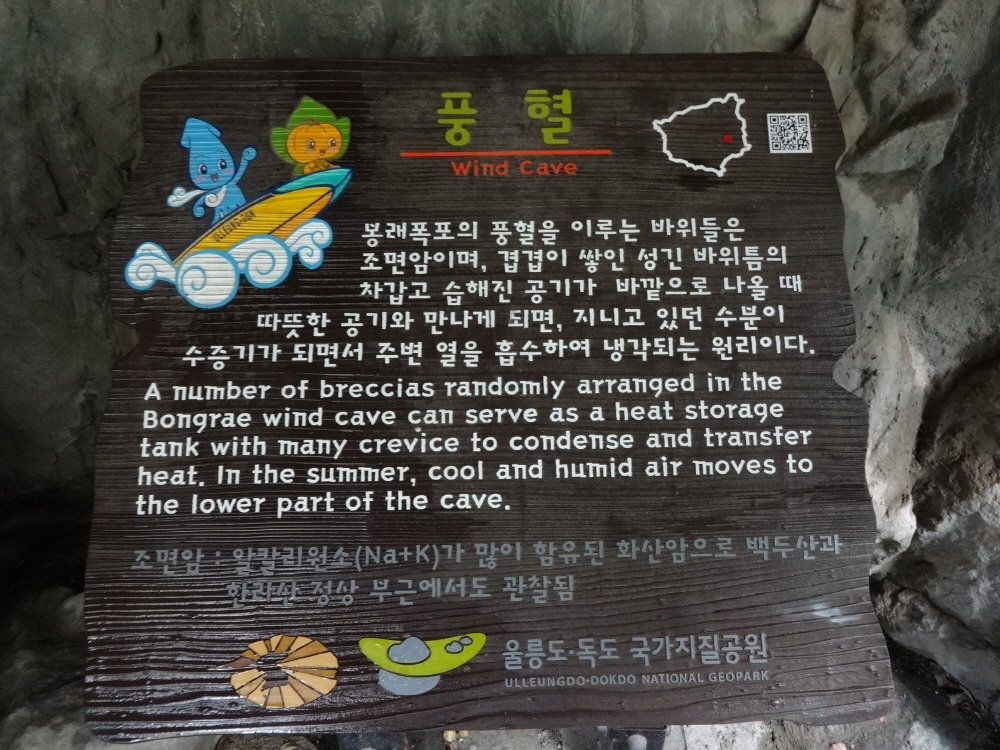 풍 혈
Wind Cave
ULLEUNGDO
봉래폭포의 풍혈을 이루는 바위들은
조면암이며, 겹겹이 쌓인 성긴 바위틈의
차갑고 습해진 공기가 바깥으로 나올 때
따뜻한 공기와 만나게 되면, 지니고 있던 수분이
수증기가 되면서 주변 열을 흡수하여 냉각되는 원리이다.
A number of breccias randomly arranged in the
Bongrae wind cave can serve as a heat storage
tank with many crevice to condense and transfer
heat. In the summer, cool and humid air moves to
the lower part of the cave.
조면암 : 알칼리원소(Na+K)가 많이 함유된 화산암으로 백두산과
한라산 정상 부근에서도 관찰됨
울릉도·독도 국가지질공원
ULLEUNGDO·DOKDO NATIONAL GEOPARK